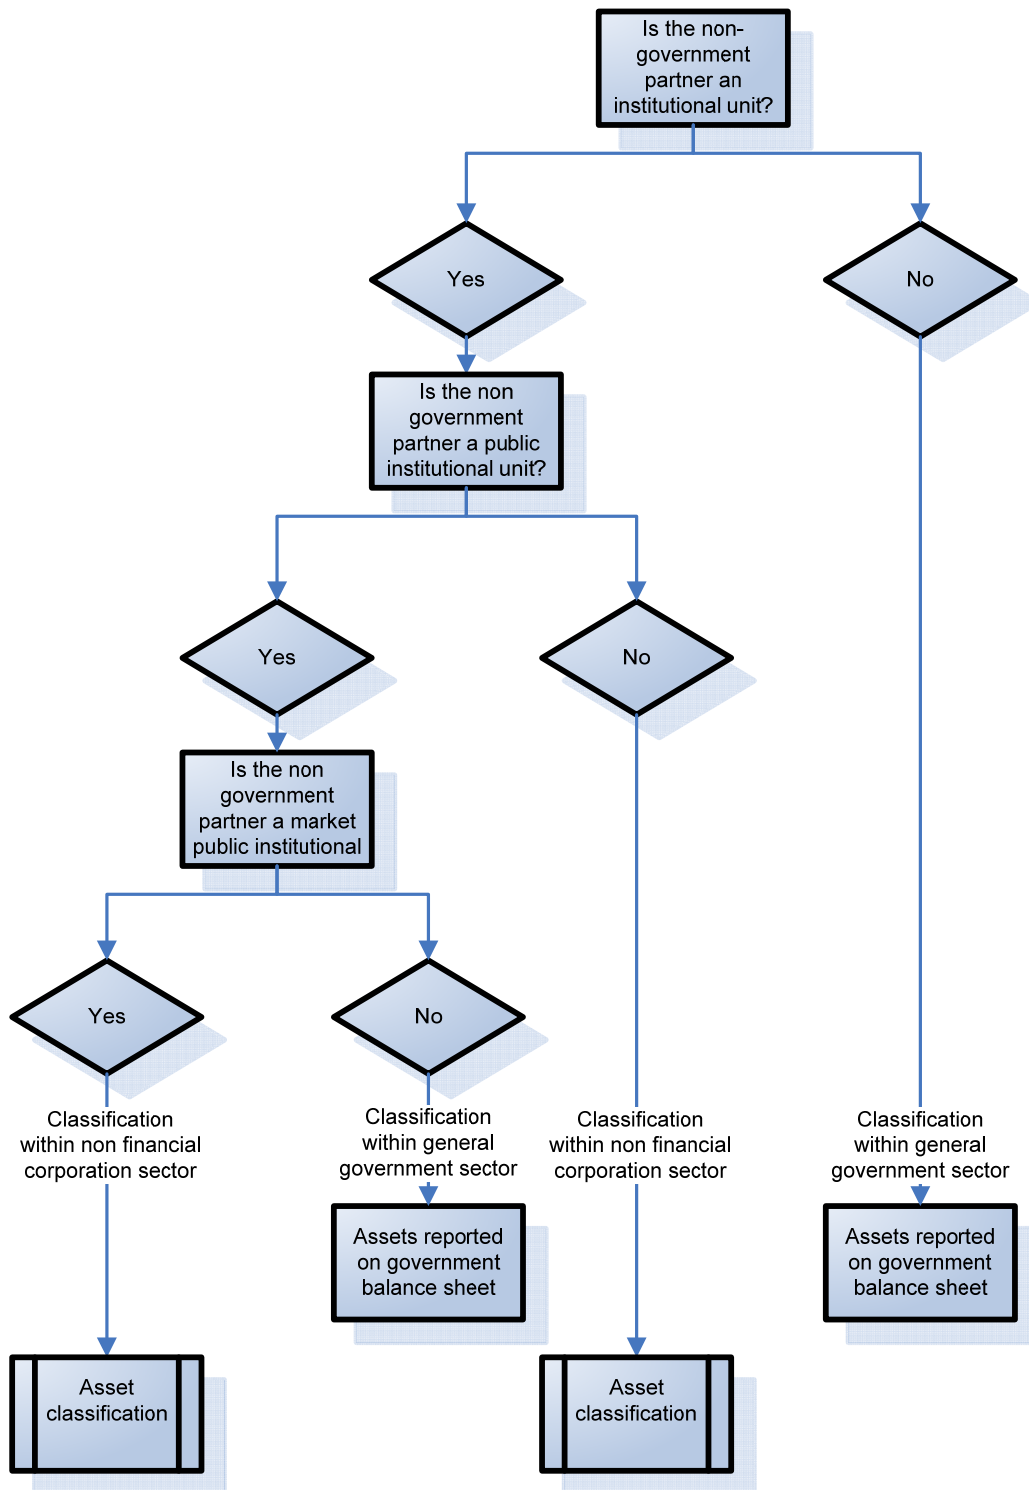 Is the non-
government
partner an
institutional unit?
Yes
No
Is the non
government
partner a public
institutional unit?
Yes
No
Is the non
government
partner a market
public institutional
Yes
No
Classification
within non financial
corporation sector
Classification
within general
government sector
Classification
within non financial
corporation sector
Classification
within general
government sector
Assets reported
on government
balance sheet
Assets reported
on government
balance sheet
Asset
classification
Asset
classification